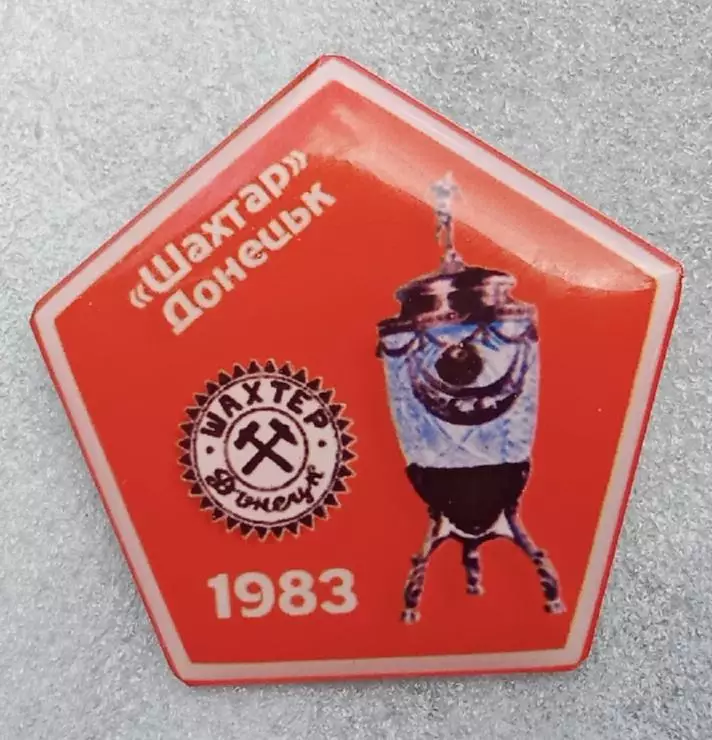 «Шахтар»
Донецьк
ШАХТЕР
Донецк
1983